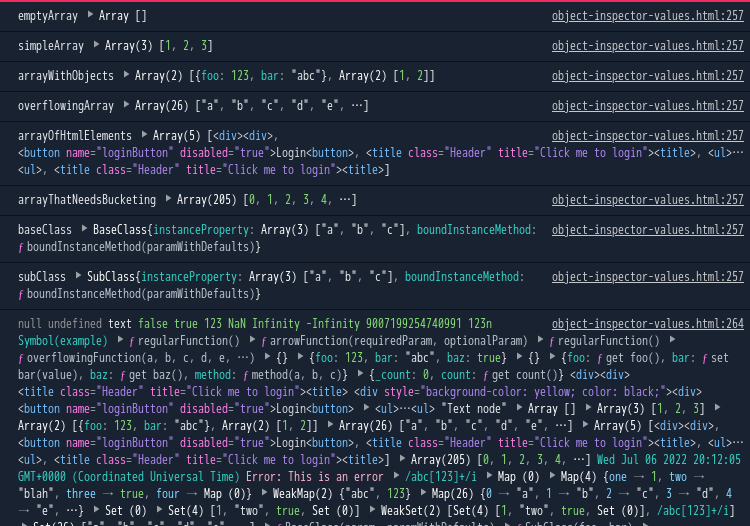 emptyArray ▶ Array [] object-inspector-values.html:257
simpleArray ▶ Array(3) [1, 2, 3] object-inspector-values.html:257
arrayWithObjects ▶ Array(2) [{foo: 123, bar: "abc"}, Array(2) [1, 2]] object-inspector-values.html:257
overflowingArray ▶ Array(26) ["a", "b", "c", "d", "e", …] object-inspector-values.html:257
arrayOfHtmlElements ▶ Array(5) [<div><div>, object-inspector-values.html:257
<button name="loginButton" disabled="true">Login<button>, <title class="Header" title="Click me to login"><title>, <ul>…
<ul>, <title class="Header" title="Click me to login"><title>]
arrayThatNeedsBucketing ▶ Array(205) [0, 1, 2, 3, 4, …] object-inspector-values.html:257
baseClass ▶ BaseClass{instanceProperty: Array(3) ["a", "b", "c"], boundInstanceMethod: object-inspector-values.html:257
ƒ boundInstanceMethod(paramWithDefaults)}
subClass ▶ SubClass{instanceProperty: Array(3) ["a", "b", "c"], boundInstanceMethod: object-inspector-values.html:257
ƒ boundInstanceMethod(paramWithDefaults)}
null undefined text false true 123 NaN Infinity -Infinity 9007199254740991 123n object-inspector-values.html:264
Symbol(example) ▶ ƒ regularFunction() ▶ ƒ arrowFunction(requiredParam, optionalParam) ▶ ƒ regularFunction() ▶
ƒ overflowingFunction(a, b, c, d, e, …) ▶ {} ▶ {foo: 123, bar: "abc", baz: true} ▶ {} ▶ {foo: ƒ get foo(), bar: ƒ set
bar(value), baz: ƒ get baz(), method: ƒ method(a, b, c)} ▶ {_count: 0, count: ƒ get count()} <div><div>
<title class="Header" title="Click me to login"><title> <div style="background-color: yellow; color: black;"><div>
<button name="loginButton" disabled="true">Login<button> ▶ <ul>…<ul> "Text node" ▶ Array [] ▶ Array(3) [1, 2, 3] ▶
Array(2) [{foo: 123, bar: "abc"}, Array(2) [1, 2]] ▶ Array(26) ["a", "b", "c", "d", "e", …] ▶ Array(5) [<div><div>,
<button name="loginButton" disabled="true">Login<button>, <title class="Header" title="Click me to login"><title>, <ul>…
<ul>, <title class="Header" title="Click me to login"><title>] ▶ Array(205) [0, 1, 2, 3, 4, …] Wed Jul 06 2022 20:12:05
GMT+0000 (Coordinated Universal Time) Error: This is an error ▶ /abc[123]+/i ▶ Map (0) ▶ Map(4) {one → 1, two →
"blah", three → true, four → Map (0)} ▶ WeakMap(2) {"abc", 123} ▶ Map(26) {0 → "a", 1 → "b", 2 → "c", 3 → "d", 4
→ "e", …} ▶ Set (0) ▶ Set(4) [1, "two", true, Set (0)] ▶ WeakSet(2) [Set(4) [1, "two", true, Set (0)], /abc[123]+/i]
▶ Set(26) ["a", "b", "c", "d", "e", …] ▶ ƒ BaseClass(param, paramWithDefaults) ▶ ƒ SubClass(foo, bar) ▶